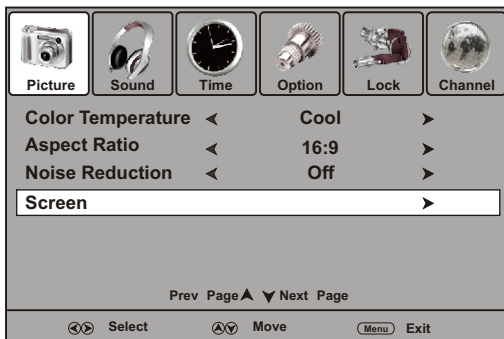 Picture Sound Time Option Lock Channel
Color Temperature Cool
Aspect Ratio 16:9
Noise Reduction Off
Screen
Prev Page Next Page
Select Move Menu Exit